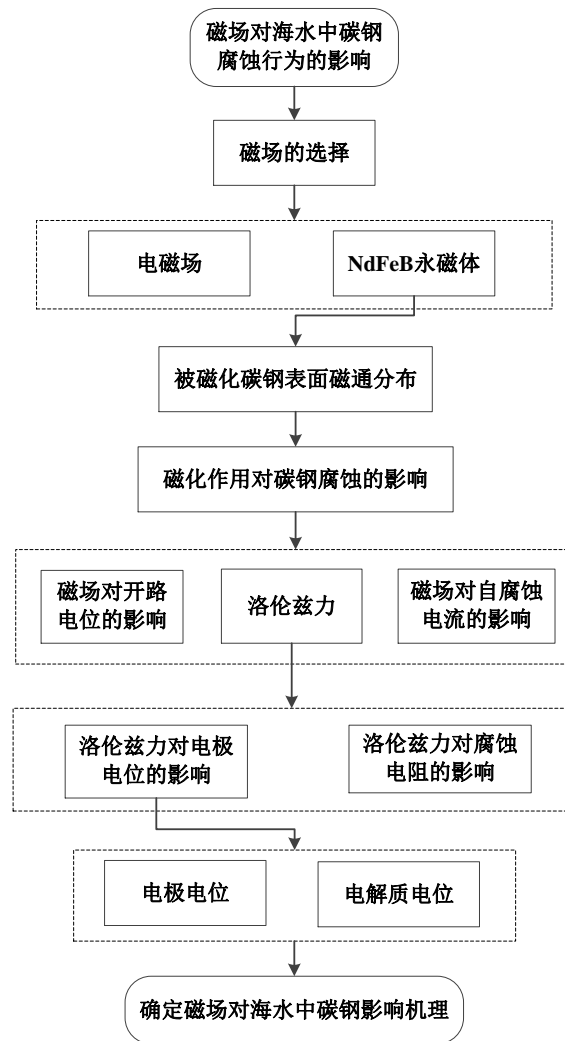 磁场对海水中碳钢
腐蚀行为的影响
磁场的选择
电磁场
NdFeB永磁体
被磁化碳钢表面磁通分布
磁化作用对碳钢腐蚀的影响
磁场对开路
电位的影响
洛伦兹力
磁场对自腐蚀
电流的影响
洛伦兹力对电极
电位的影响
洛伦兹力对腐蚀
电阻的影响
电极电位
电解质电位
确定磁场对海水中碳钢影响机理